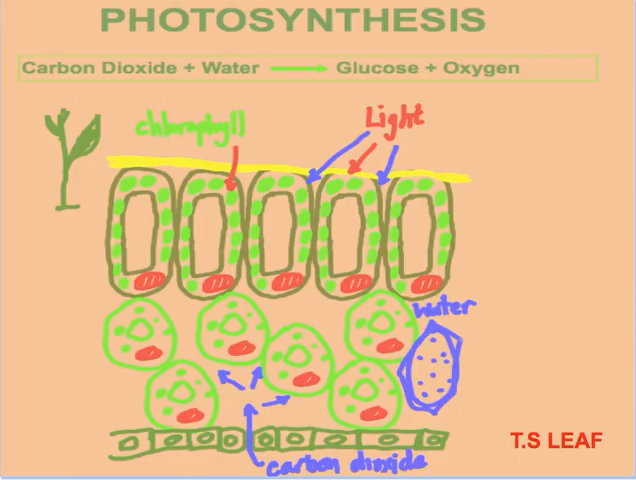 PHOTOSYNTHESIS
Carbon Dioxide + Water → Glucose + Oxygen
chlorophyll
Light
water
carbon dioxide
T.S LEAF